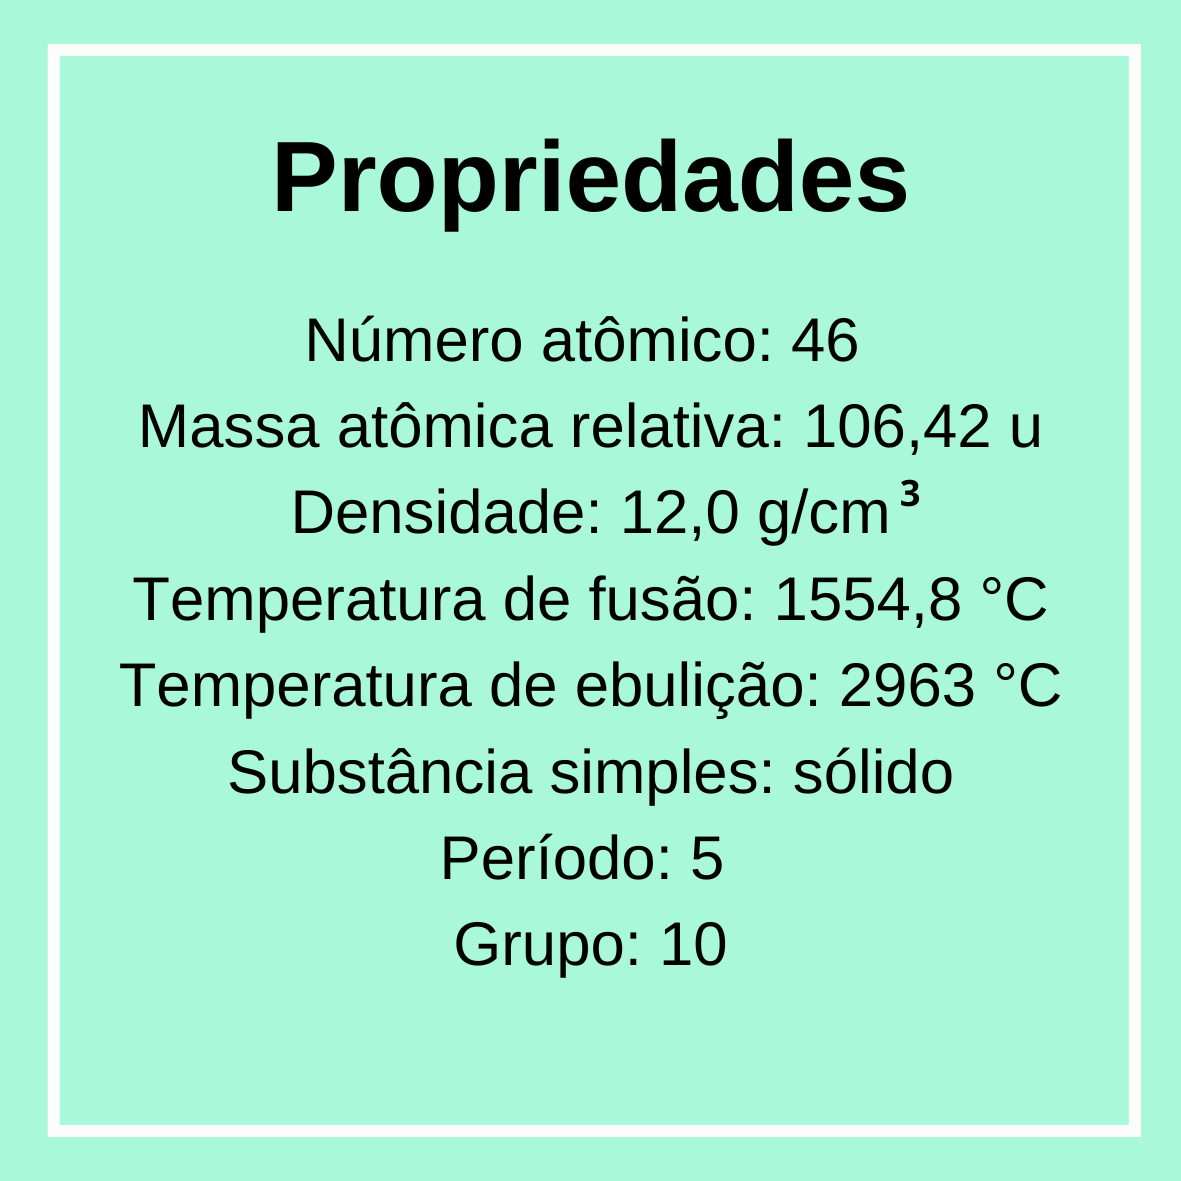 Propriedades
Número atômico: 46
Massa atômica relativa: 106,42 u
Densidade: 12,0 g/cm³
Temperatura de fusão: 1554,8 °C
Temperatura de ebulição: 2963 °C
Substância simples: sólido
Período: 5
Grupo: 10